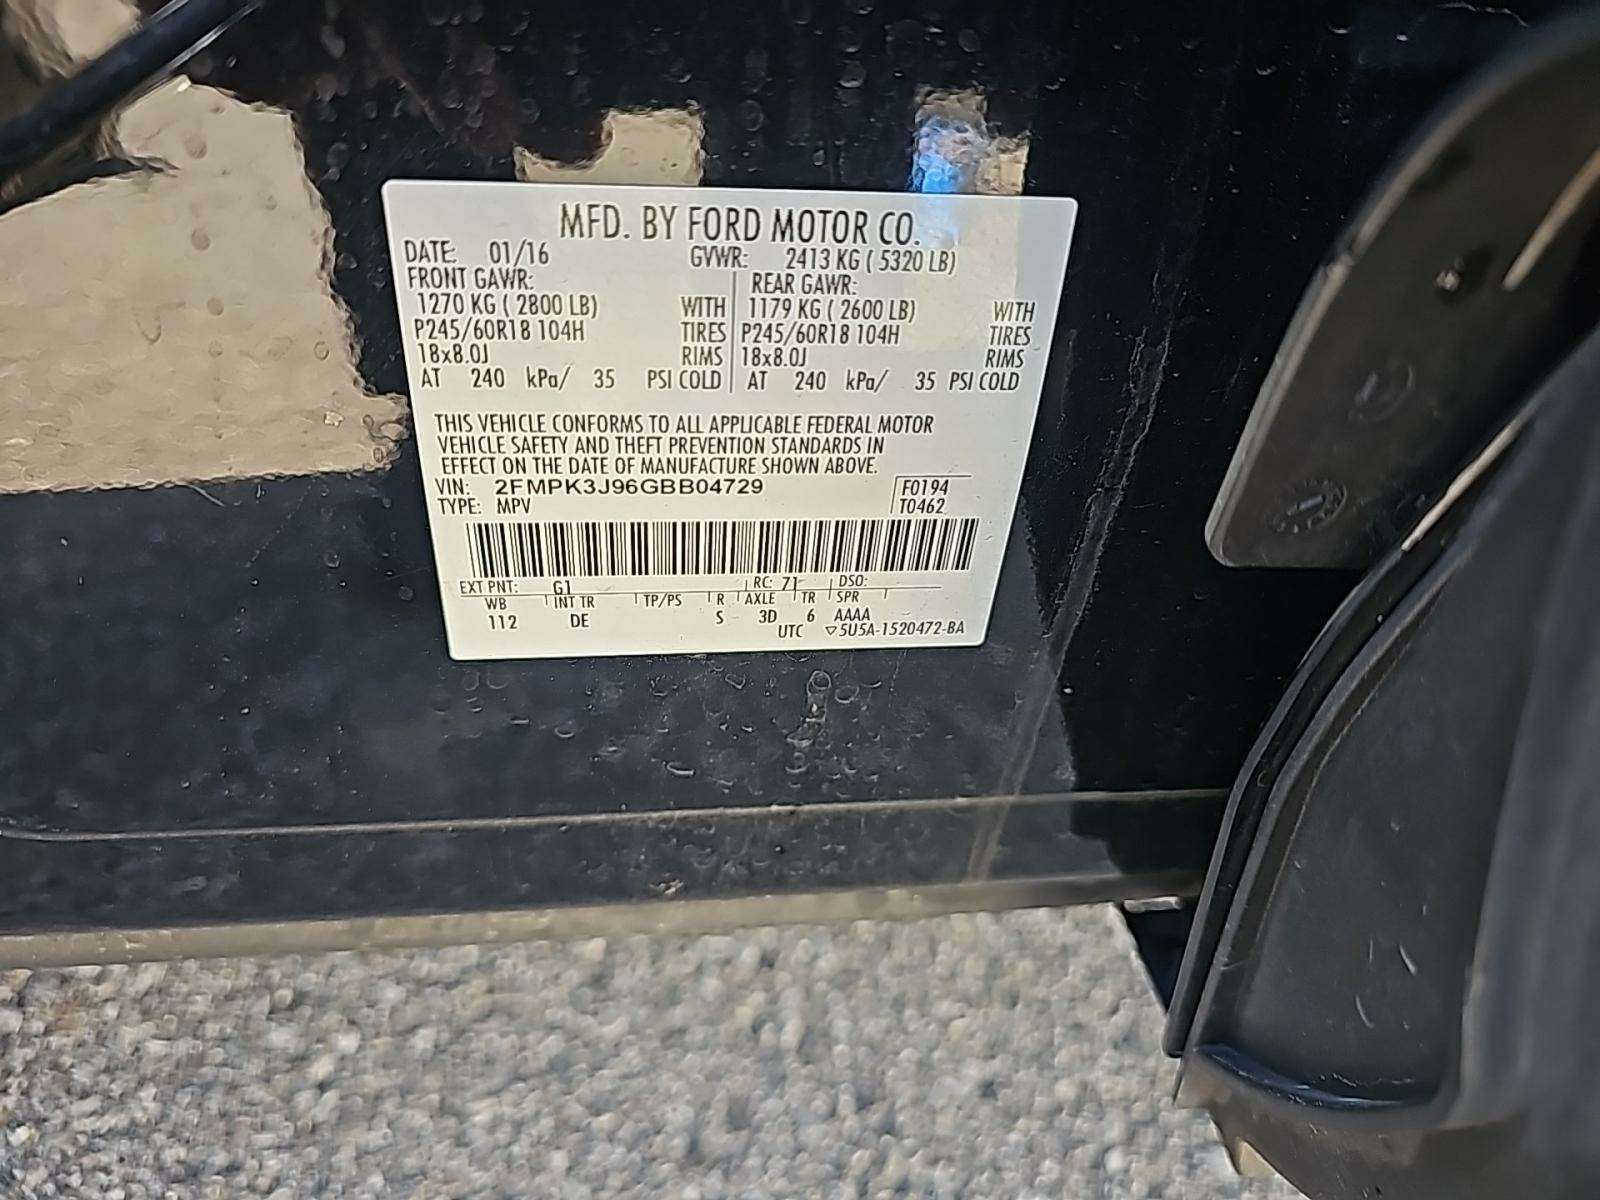 MFD. BY FORD MOTOR CO.
DATE: 01/16 GVWR: 2413 KG ( 5320 LB)
FRONT GAWR: REAR GAWR:
1270 KG ( 2800 LB) WITH 1179 KG ( 2600 LB) WITH
P245/60R18 104H TIRES P245/60R18 104H TIRES
18x8.0J RIMS 18x8.0J RIMS
AT 240 kPa/ 35 PSI COLD AT 240 kPa/ 35 PSI COLD
THIS VEHICLE CONFORMS TO ALL APPLICABLE FEDERAL MOTOR
VEHICLE SAFETY AND THEFT PREVENTION STANDARDS IN
EFFECT ON THE DATE OF MANUFACTURE SHOWN ABOVE.
VIN: 2FMPK3J96GBB04729 F0194
TYPE: MPV T0462
EXT PNT: G1 RC: 71 DSO:
WB INT TR TP/PS R AXLE TR SPR
112 DE S 3D 6 AAAA
UTC ▽5U5A-1520472-BA